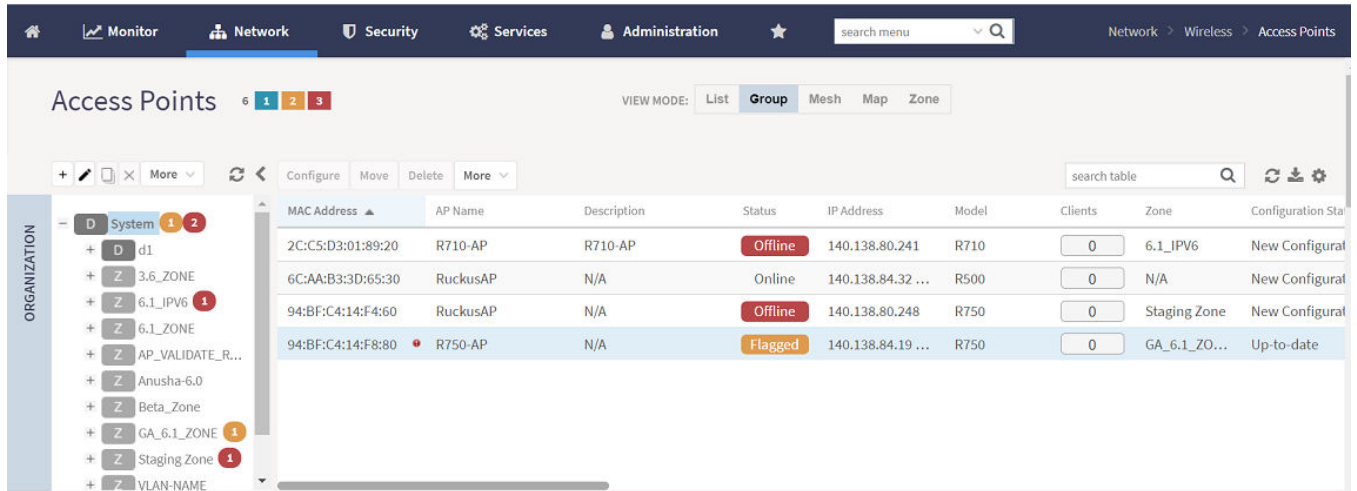 Monitor Network Security Services Administration search menu Network > Wireless > Access Points
Access Points 6 1 2 3 VIEW MODE: List Group Mesh Map Zone
+ More Configure Move Delete More search table
ORGANIZATION
MAC Address AP Name Description Status IP Address Model Clients Zone Configuration Sta
2C:C5:D3:01:89:20 R710-AP R710-AP Offline 140.138.80.241 R710 0 6.1_IPV6 New Configurat
6C:AA:B3:3D:65:30 RuckusAP N/A Online 140.138.84.32 ... R500 0 N/A New Configurat
94:BF:C4:14:F4:60 RuckusAP N/A Offline 140.138.80.248 R750 0 Staging Zone New Configurat
94:BF:C4:14:F8:80 R750-AP N/A Flagged 140.138.84.19 ... R750 0 GA_6.1_ZO... Up-to-date
− D System 1 2
+ D d1
+ Z 3.6_ZONE
+ Z 6.1_IPV6 1
+ Z 6.1_ZONE
+ Z AP_VALIDATE_R...
+ Z Anusha-6.0
+ Z Beta_Zone
+ Z GA_6.1_ZONE 1
+ Z Staging Zone 1
+ Z VLAN-NAME